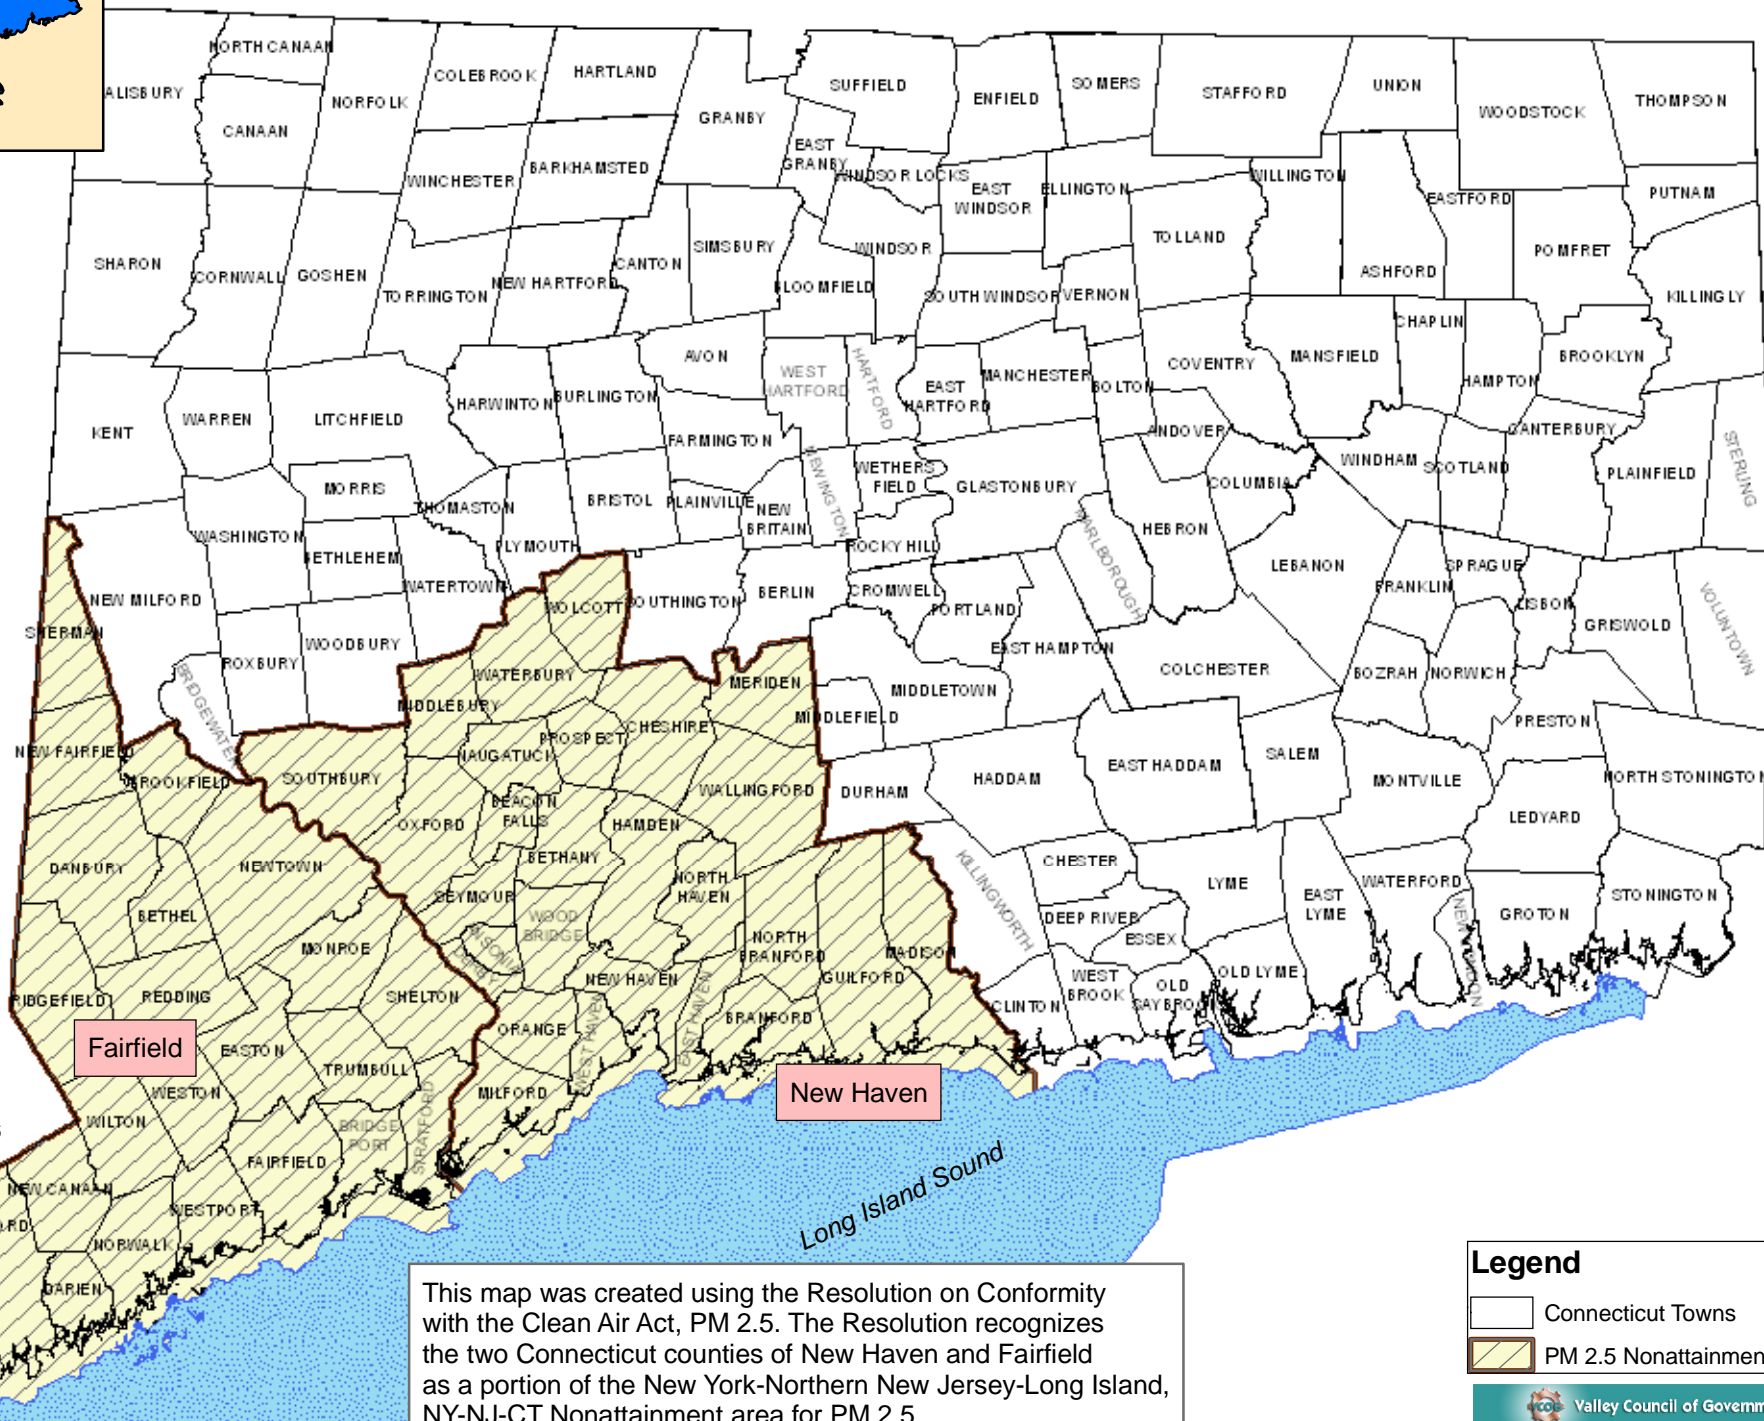 NORTH CANAAN
ALISBURY
CANAAN
NORFOLK
COLEBROOK
HARTLAND
GRANBY
SUFFIELD
ENFIELD
SOMERS
STAFFORD
UNION
WOODSTOCK
THOMPSON
WINCHESTER
BARKHAMSTED
EAST
GRANBY
WINDSOR LOCKS
EAST
WINDSOR
ELLINGTON
WILLINGTON
EASTFORD
PUTNAM
SHARON
CORNWALL
GOSHEN
TORRINGTON
NEW HARTFORD
CANTON
SIMSBURY
BLOOMFIELD
WINDSOR
SOUTH WINDSOR
VERNON
TOLLAND
ASHFORD
POMFRET
KILLINGLY
KENT
WARREN
LITCHFIELD
HARWINTON
BURLINGTON
AVON
WEST
HARTFORD
HARTFORD
EAST
HARTFORD
MANCHESTER
BOLTON
COVENTRY
MANSFIELD
CHAPLIN
HAMPTON
BROOKLYN
FARMINGTON
ANDOVER
CANTERBURY
MORRIS
THOMASTON
BRISTOL
PLAINVILLE
NEW
BRITAIN
NEWINGTON
WETHERS
FIELD
GLASTONBURY
COLUMBIA
WINDHAM
SCOTLAND
PLAINFIELD
STERLING
WASHINGTON
BETHLEHEM
PLYMOUTH
WATERTOWN
ROCKY HILL
MARLBOROUGH
HEBRON
LEBANON
FRANKLIN
SPRAGUE
NEW MILFORD
SHERMAN
ROXBURY
WOODBURY
WOLCOTT
SOUTHINGTON
BERLIN
CROMWELL
PORTLAND
EAST HAMPTON
COLCHESTER
BOZRAH
NORWICH
LISBON
GRISWOLD
VOLUNTOWN
BRIDGEWATER
WATERBURY
MIDDLEBURY
MERIDEN
MIDDLEFIELD
MIDDLETOWN
NEW FAIRFIELD
BROOKFIELD
SOUTHBURY
NAUGATUCK
PROSPECT
CHESHIRE
WALLINGFORD
DURHAM
HADDAM
EAST HADDAM
SALEM
MONTVILLE
PRESTON
NORTH STONINGTON
LEDYARD
OXFORD
BEACON
FALLS
HAMDEN
DANBURY
NEWTOWN
BETHANY
SEYMOUR
NORTH
HAVEN
KILLINGWORTH
CHESTER
LYME
EAST
LYME
WATERFORD
NEW LONDON
GROTON
STONINGTON
BETHEL
MONROE
WOOD
BRIDGE
ANSONIA
DERBY
NORTH
BRANFORD
MADISON
GUILFORD
DEEP RIVER
ESSEX
RIDGEFIELD
REDDING
SHELTON
NEW HAVEN
ORANGE
WEST HAVEN
EAST HAVEN
BRANFORD
CLINTON
WEST
BROOK
OLD
SAYBROO
OLD LYME
Fairfield
EASTON
TRUMBULL
WESTON
MILFORD
New Haven
WILTON
BRIDGE
PORT
STRATFORD
FAIRFIELD
NEW CANAAN
RD
WESTPORT
NORWALK
DARIEN
Long Island Sound
This map was created using the Resolution on Conformity
with the Clean Air Act, PM 2.5. The Resolution recognizes
the two Connecticut counties of New Haven and Fairfield
as a portion of the New York-Northern New Jersey-Long Island,
NY-NJ-CT Nonattainment area for PM 2.5
Legend
Connecticut Towns
PM 2.5 Nonattainmen
VCOG
Valley Council of Governm